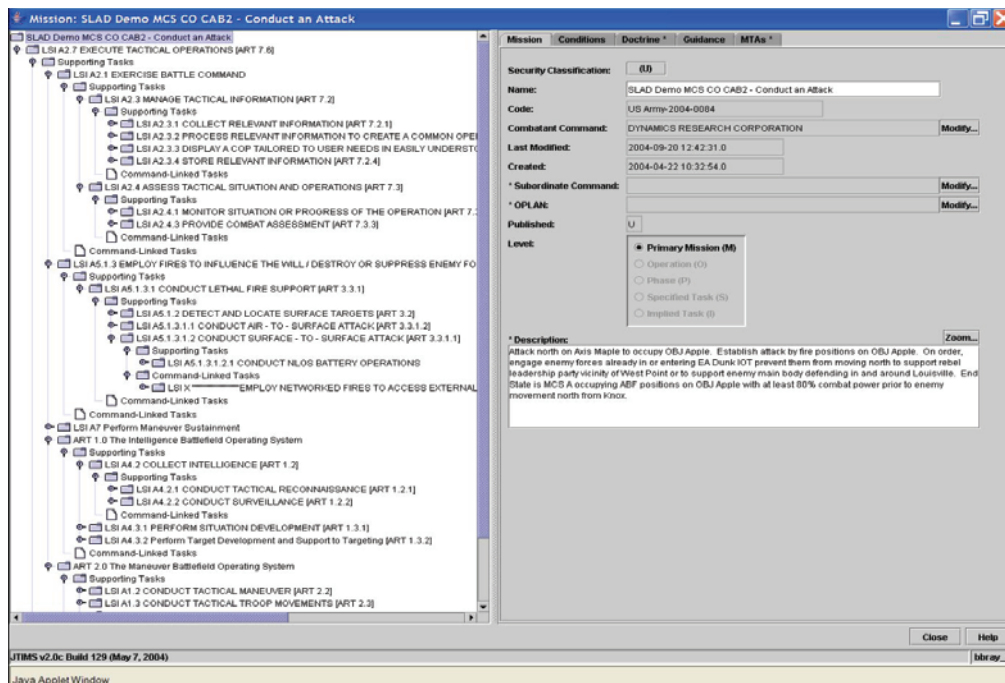 Mission: SLAD Demo MCS CO CAB2 - Conduct an Attack
SLAD Demo MCS CO CAB2 - Conduct an Attack
LSI A2.7 EXECUTE TACTICAL OPERATIONS [ART 7.6]
Supporting Tasks
LSI A2.1 EXERCISE BATTLE COMMAND
Supporting Tasks
LSI A2.3 MANAGE TACTICAL INFORMATION [ART 7.2]
Supporting Tasks
LSI A2.3.1 COLLECT RELEVANT INFORMATION [ART 7.2.1]
LSI A2.3.2 PROCESS RELEVANT INFORMATION TO CREATE A COMMON OPE
LSI A2.3.3 DISPLAY A COP TAILORED TO USER NEEDS IN EASILY UNDERSTO
LSI A2.3.4 STORE RELEVANT INFORMATION [ART 7.2.4]
Command-Linked Tasks
LSI A2.4 ASSESS TACTICAL SITUATION AND OPERATIONS [ART 7.3]
Supporting Tasks
LSI A2.4.1 MONITOR SITUATION OR PROGRESS OF THE OPERATION [ART 7.
LSI A2.4.3 PROVIDE COMBAT ASSESSMENT [ART 7.3.3]
Command-Linked Tasks
Command-Linked Tasks
LSI A5.1.3 EMPLOY FIRES TO INFLUENCE THE WILL / DESTROY OR SUPPRESS ENEMY FO
Supporting Tasks
LSI A5.1.3.1 CONDUCT LETHAL FIRE SUPPORT [ART 3.3.1]
Supporting Tasks
LSI A5.1.2 DETECT AND LOCATE SURFACE TARGETS [ART 3.2]
LSI A5.1.3.1.1 CONDUCT AIR - TO - SURFACE ATTACK [ART 3.3.1.2]
LSI A5.1.3.1.2 CONDUCT SURFACE - TO - SURFACE ATTACK [ART 3.3.1.1]
Supporting Tasks
LSI A5.1.3.1.2.1 CONDUCT NLOS BATTERY OPERATIONS
Command-Linked Tasks
LSI X************EMPLOY NETWORKED FIRES TO ACCESS EXTERNAL
Command-Linked Tasks
Command-Linked Tasks
LSI A7 Perform Maneuver Sustainment
ART 1.0 The Intelligence Battlefield Operating System
Supporting Tasks
LSI A4.2 COLLECT INTELLIGENCE [ART 1.2]
Supporting Tasks
LSI A4.2.1 CONDUCT TACTICAL RECONNAISSANCE [ART 1.2.1]
LSI A4.2.2 CONDUCT SURVEILLANCE [ART 1.2.2]
Command-Linked Tasks
LSI A4.3.1 PERFORM SITUATION DEVELOPMENT [ART 1.3.1]
LSI A4.3.2 Perform Target Development and Support to Targeting [ART 1.3.2]
Command-Linked Tasks
ART 2.0 The Maneuver Battlefield Operating System
Supporting Tasks
LSI A1.2 CONDUCT TACTICAL MANEUVER [ART 2.2]
LSI A1.3 CONDUCT TACTICAL TROOP MOVEMENTS [ART 2.3]
Mission Conditions Doctrine * Guidance MTAs *
Security Classification: (U)
Name: SLAD Demo MCS CO CAB2 - Conduct an Attack
Code: US Army-2004-0084
Combatant Command: DYNAMICS RESEARCH CORPORATION Modify...
Last Modified: 2004-09-20 12:42:31.0
Created: 2004-04-22 10:32:54.0
* Subordinate Command: Modify...
* OPLAN: Modify...
Published: U
Level: Primary Mission (M)
Operation (O)
Phase (P)
Specified Task (S)
Implied Task (I)
* Description: Zoom...
Attack north on Axis Maple to occupy OBJ Apple. Establish attack by fire positions on OBJ Apple. On order,
engage enemy forces already in or entering EA Dunk IOT prevent them from moving north to support rebel
leadership party vicinity of West Point or to support enemy main body defending in and around Louisville. End
State is MCS A occupying ABF positions on OBJ Apple with at least 80% combat power prior to enemy
movement north from Knox.
Close Help
JTIMS v2.0c Build 129 (May 7, 2004) bbray_
Java Applet Window